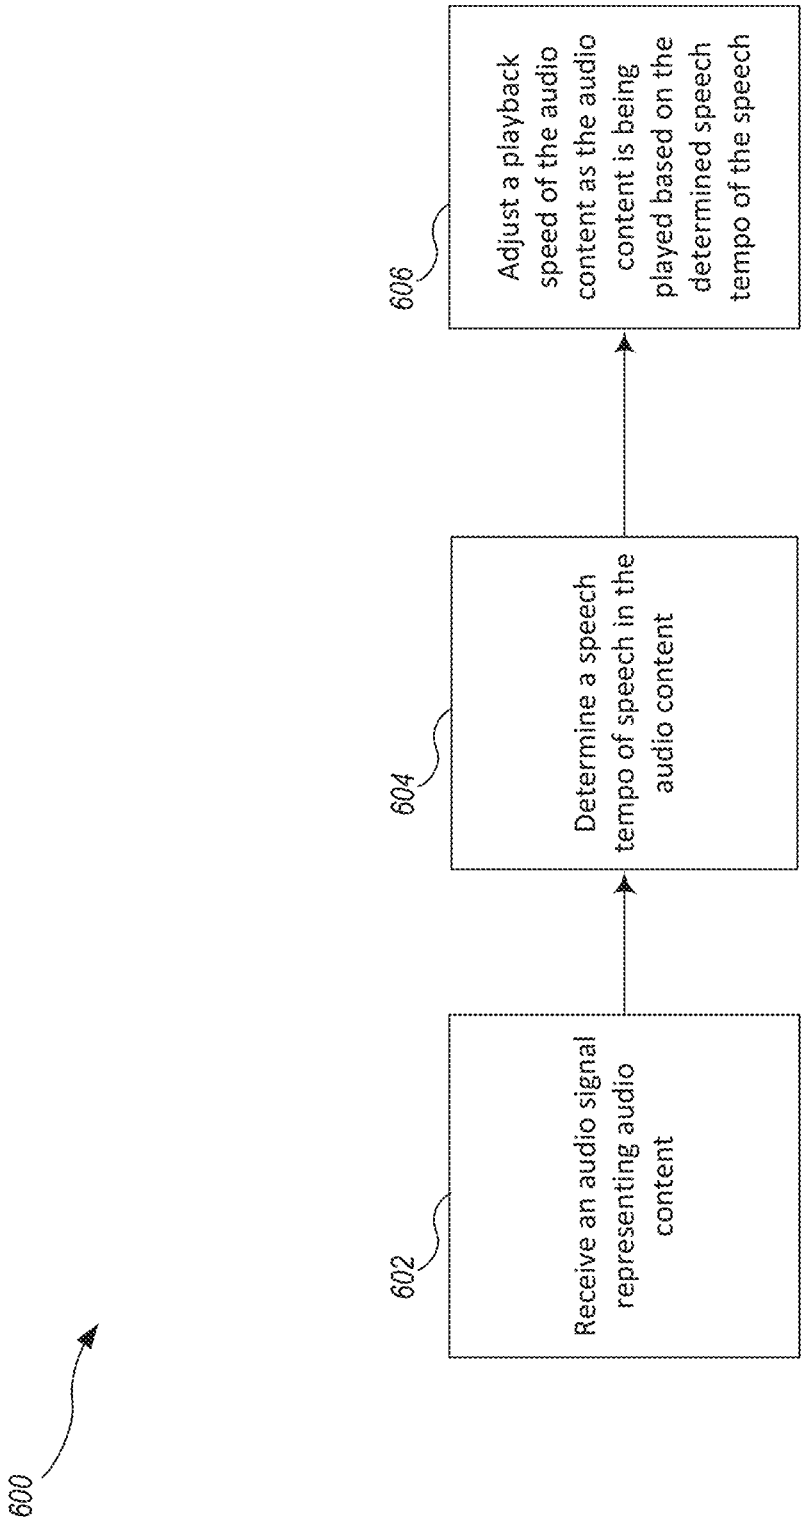 600
602
Receive an audio signal
representing audio
content
604
Determine a speech
tempo of speech in the
audio content
606
Adjust a playback
speed of the audio
content as the audio
content is being
played based on the
determined speech
tempo of the speech